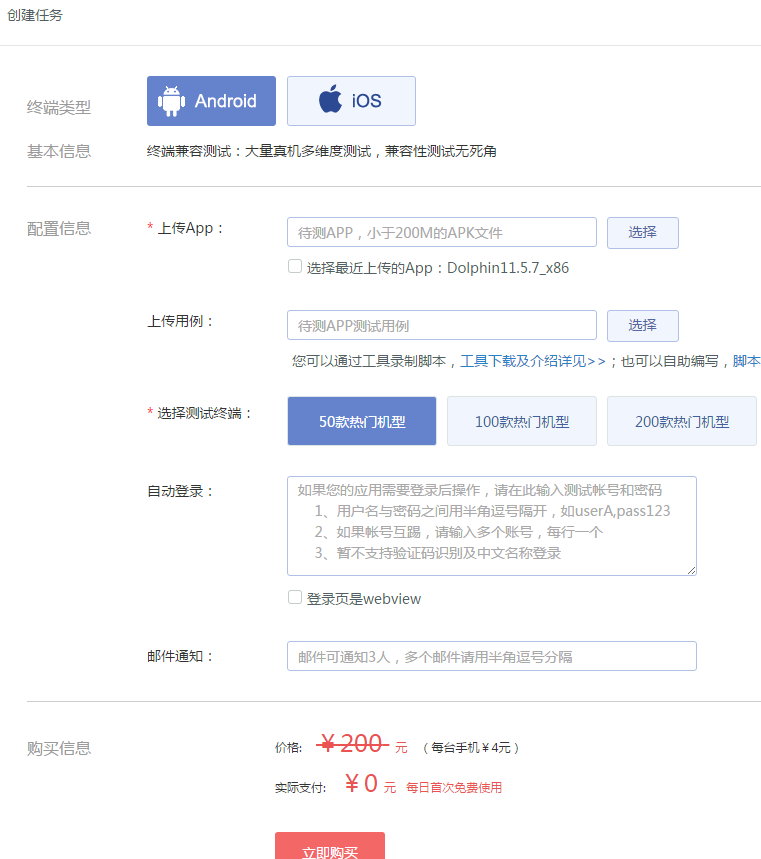 创建任务
终端类型 Android iOS
基本信息 终端兼容测试：大量真机多维度测试，兼容性测试无死角
配置信息 * 上传App： 待测APP，小于200M的APK文件 选择
选择最近上传的App：Dolphin11.5.7_x86
上传用例： 待测APP测试用例 选择
您可以通过工具录制脚本，工具下载及介绍详见>>；也可以自助编写，脚本
* 选择测试终端： 50款热门机型 100款热门机型 200款热门机型
自动登录： 如果您的应用需要登录后操作，请在此输入测试帐号和密码
1、用户名与密码之间用半角逗号隔开，如userA,pass123
2、如果帐号互踢，请输入多个账号，每行一个
3、暂不支持验证码识别及中文名称登录
登录页是webview
邮件通知： 邮件可通知3人，多个邮件请用半角逗号分隔
购买信息 价格: ￥200 元 （每台手机￥4元）
实际支付: ￥0 元 每日首次免费使用
立即购买